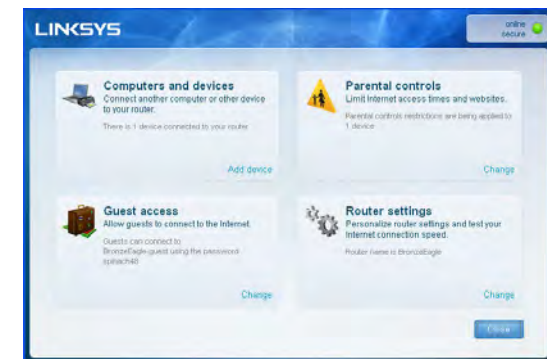 LINKSYS
online
secure
Computers and devices
Connect another computer or other device
to your router.
There is 1 device connected to your router
Add device
Parental controls
Limit Internet access times and websites.
Parental controls restrictions are being applied to
1 device
Change
Guest access
Allow guests to connect to the Internet
Guests can connect to
BronzeEagle-guest using the password
Change
Router settings
Personalize router settings and test your
Internet connection speed.
Router name is BronzeEagle
Change
Close